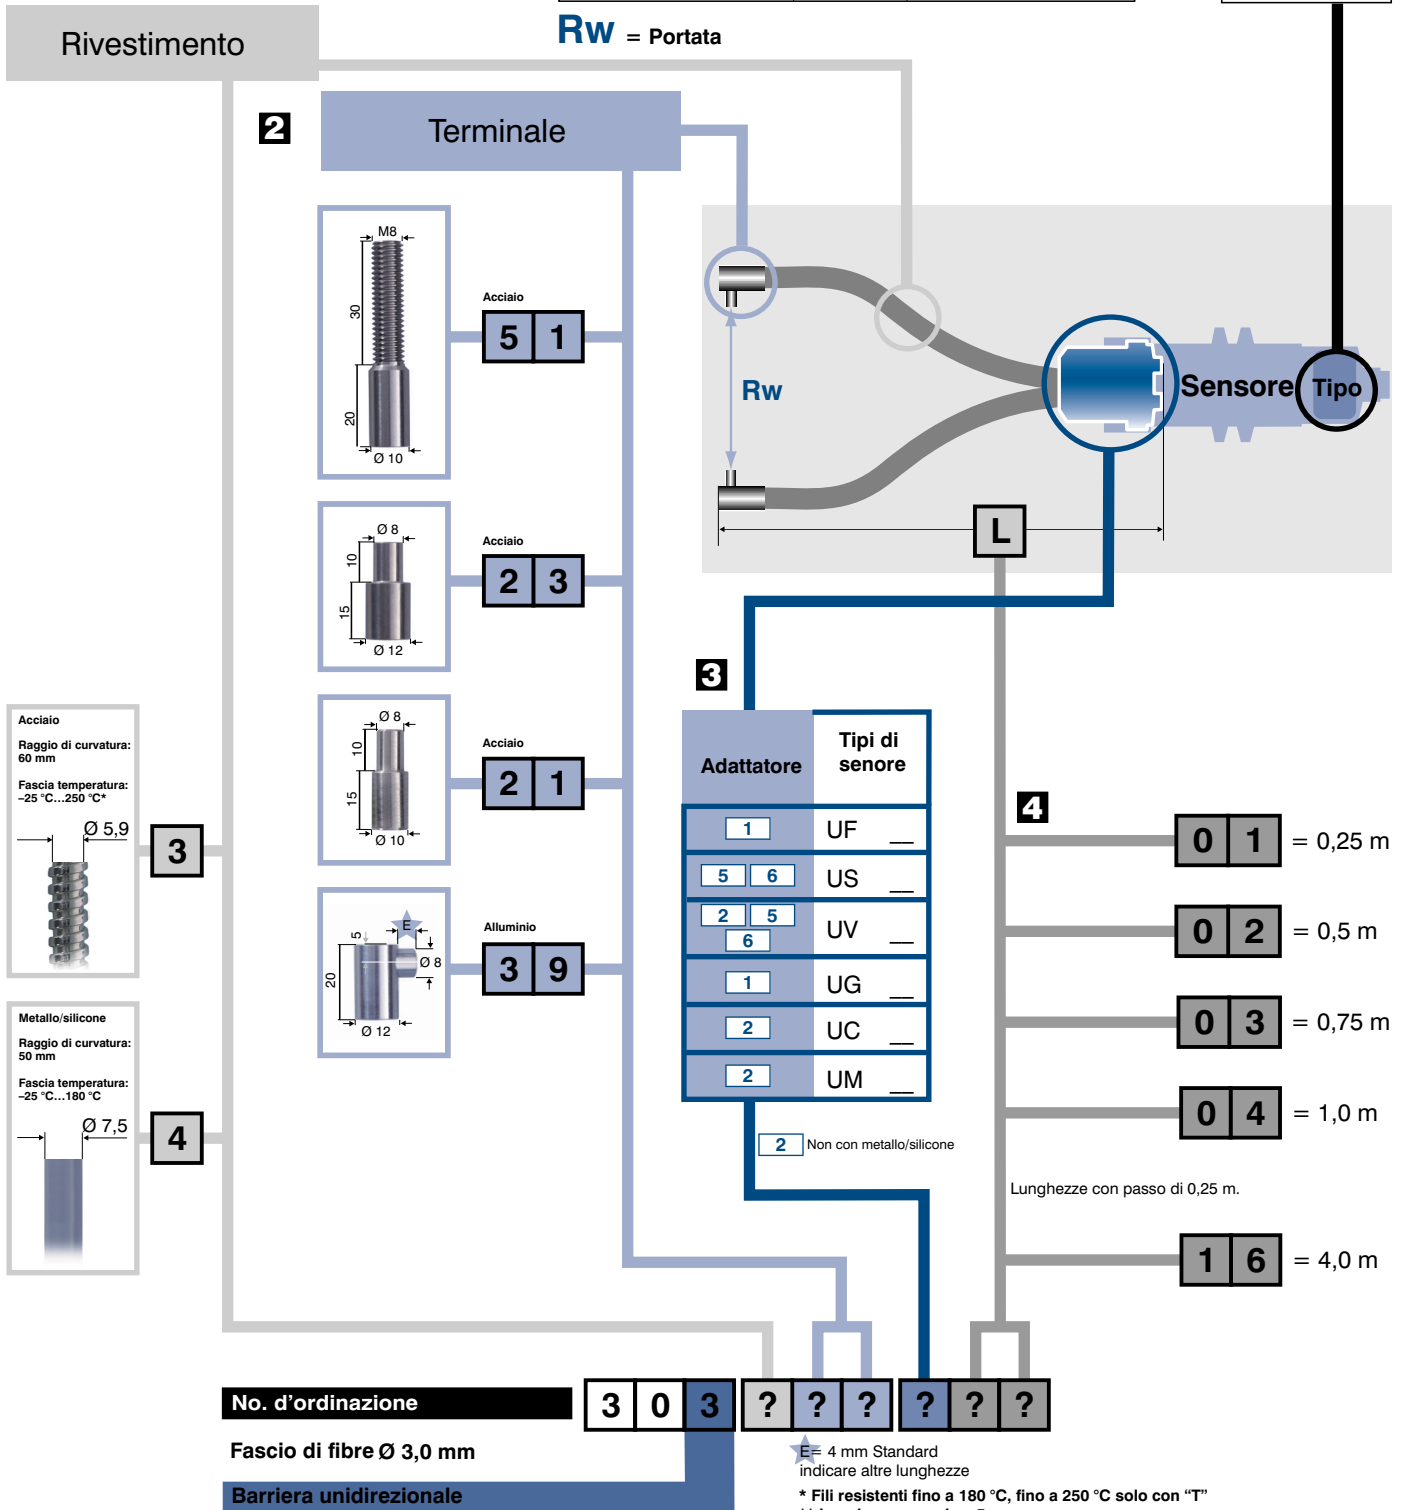 Rivestimento
Rw = Portata
2
Terminale
M8
30
20
Ø 10
Acciaio
5 1
Rw
Sensore
Tipo
L
Ø 8
10
15
Ø 12
Acciaio
2 3
3
Adattatore
Tipi di
senore
1 UF __
5 6 US __
2 5 6 UV __
1 UG __
2 UC __
2 UM __
2 Non con metallo/silicone
Ø 8
10
15
Ø 10
Acciaio
2 1
E
5
20
Ø 8
Ø 12
Alluminio
3 9
Acciaio
Raggio di curvatura:
60 mm
Fascia temperatura:
–25 °C...250 °C*
Ø 5,9
3
Metallo/silicone
Raggio di curvatura:
50 mm
Fascia temperatura:
–25 °C...180 °C
Ø 7,5
4
4
0 1 = 0,25 m
0 2 = 0,5 m
0 3 = 0,75 m
0 4 = 1,0 m
Lunghezze con passo di 0,25 m.
1 6 = 4,0 m
No. d'ordinazione
3 0 3 ? ? ? ? ? ?
Fascio di fibre Ø 3,0 mm
Barriera unidirezionale
E= 4 mm Standard
indicare altre lunghezze
* Fili resistenti fino a 180 °C, fino a 250 °C solo con “T”